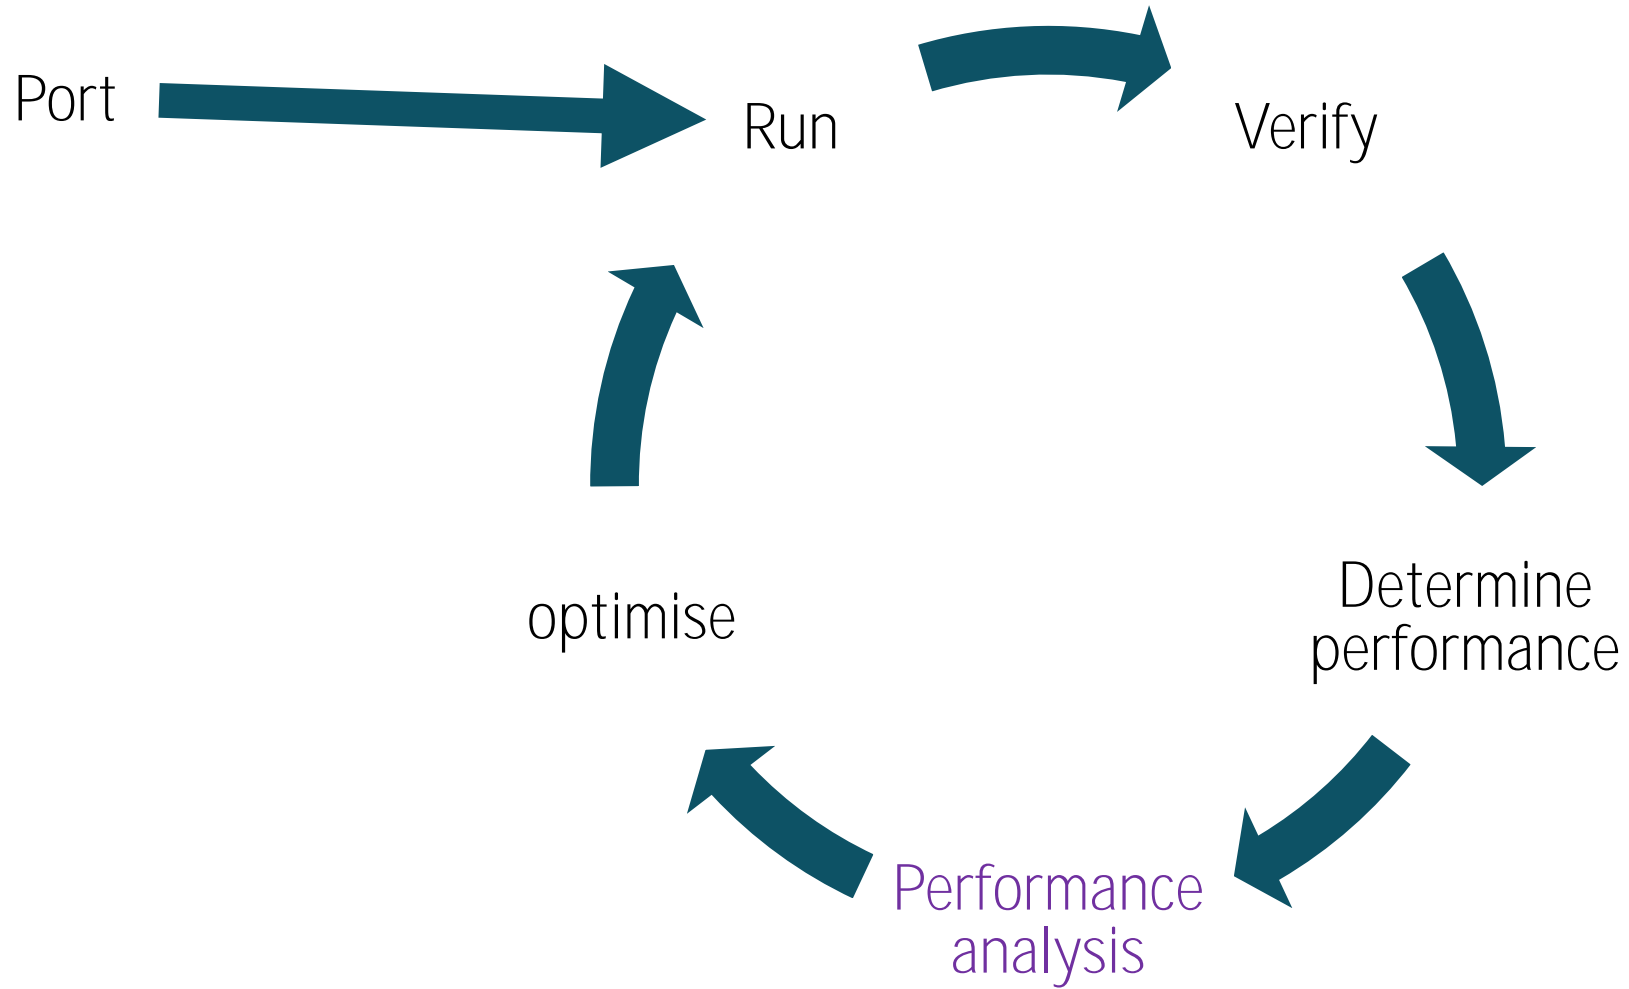 Port
Run
Verify
Determine
performance
Performance
analysis
optimise